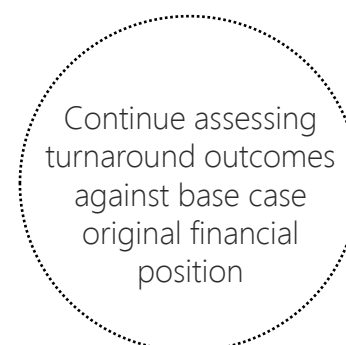 Continue assessing
turnaround outcomes
against base case
original financial
position